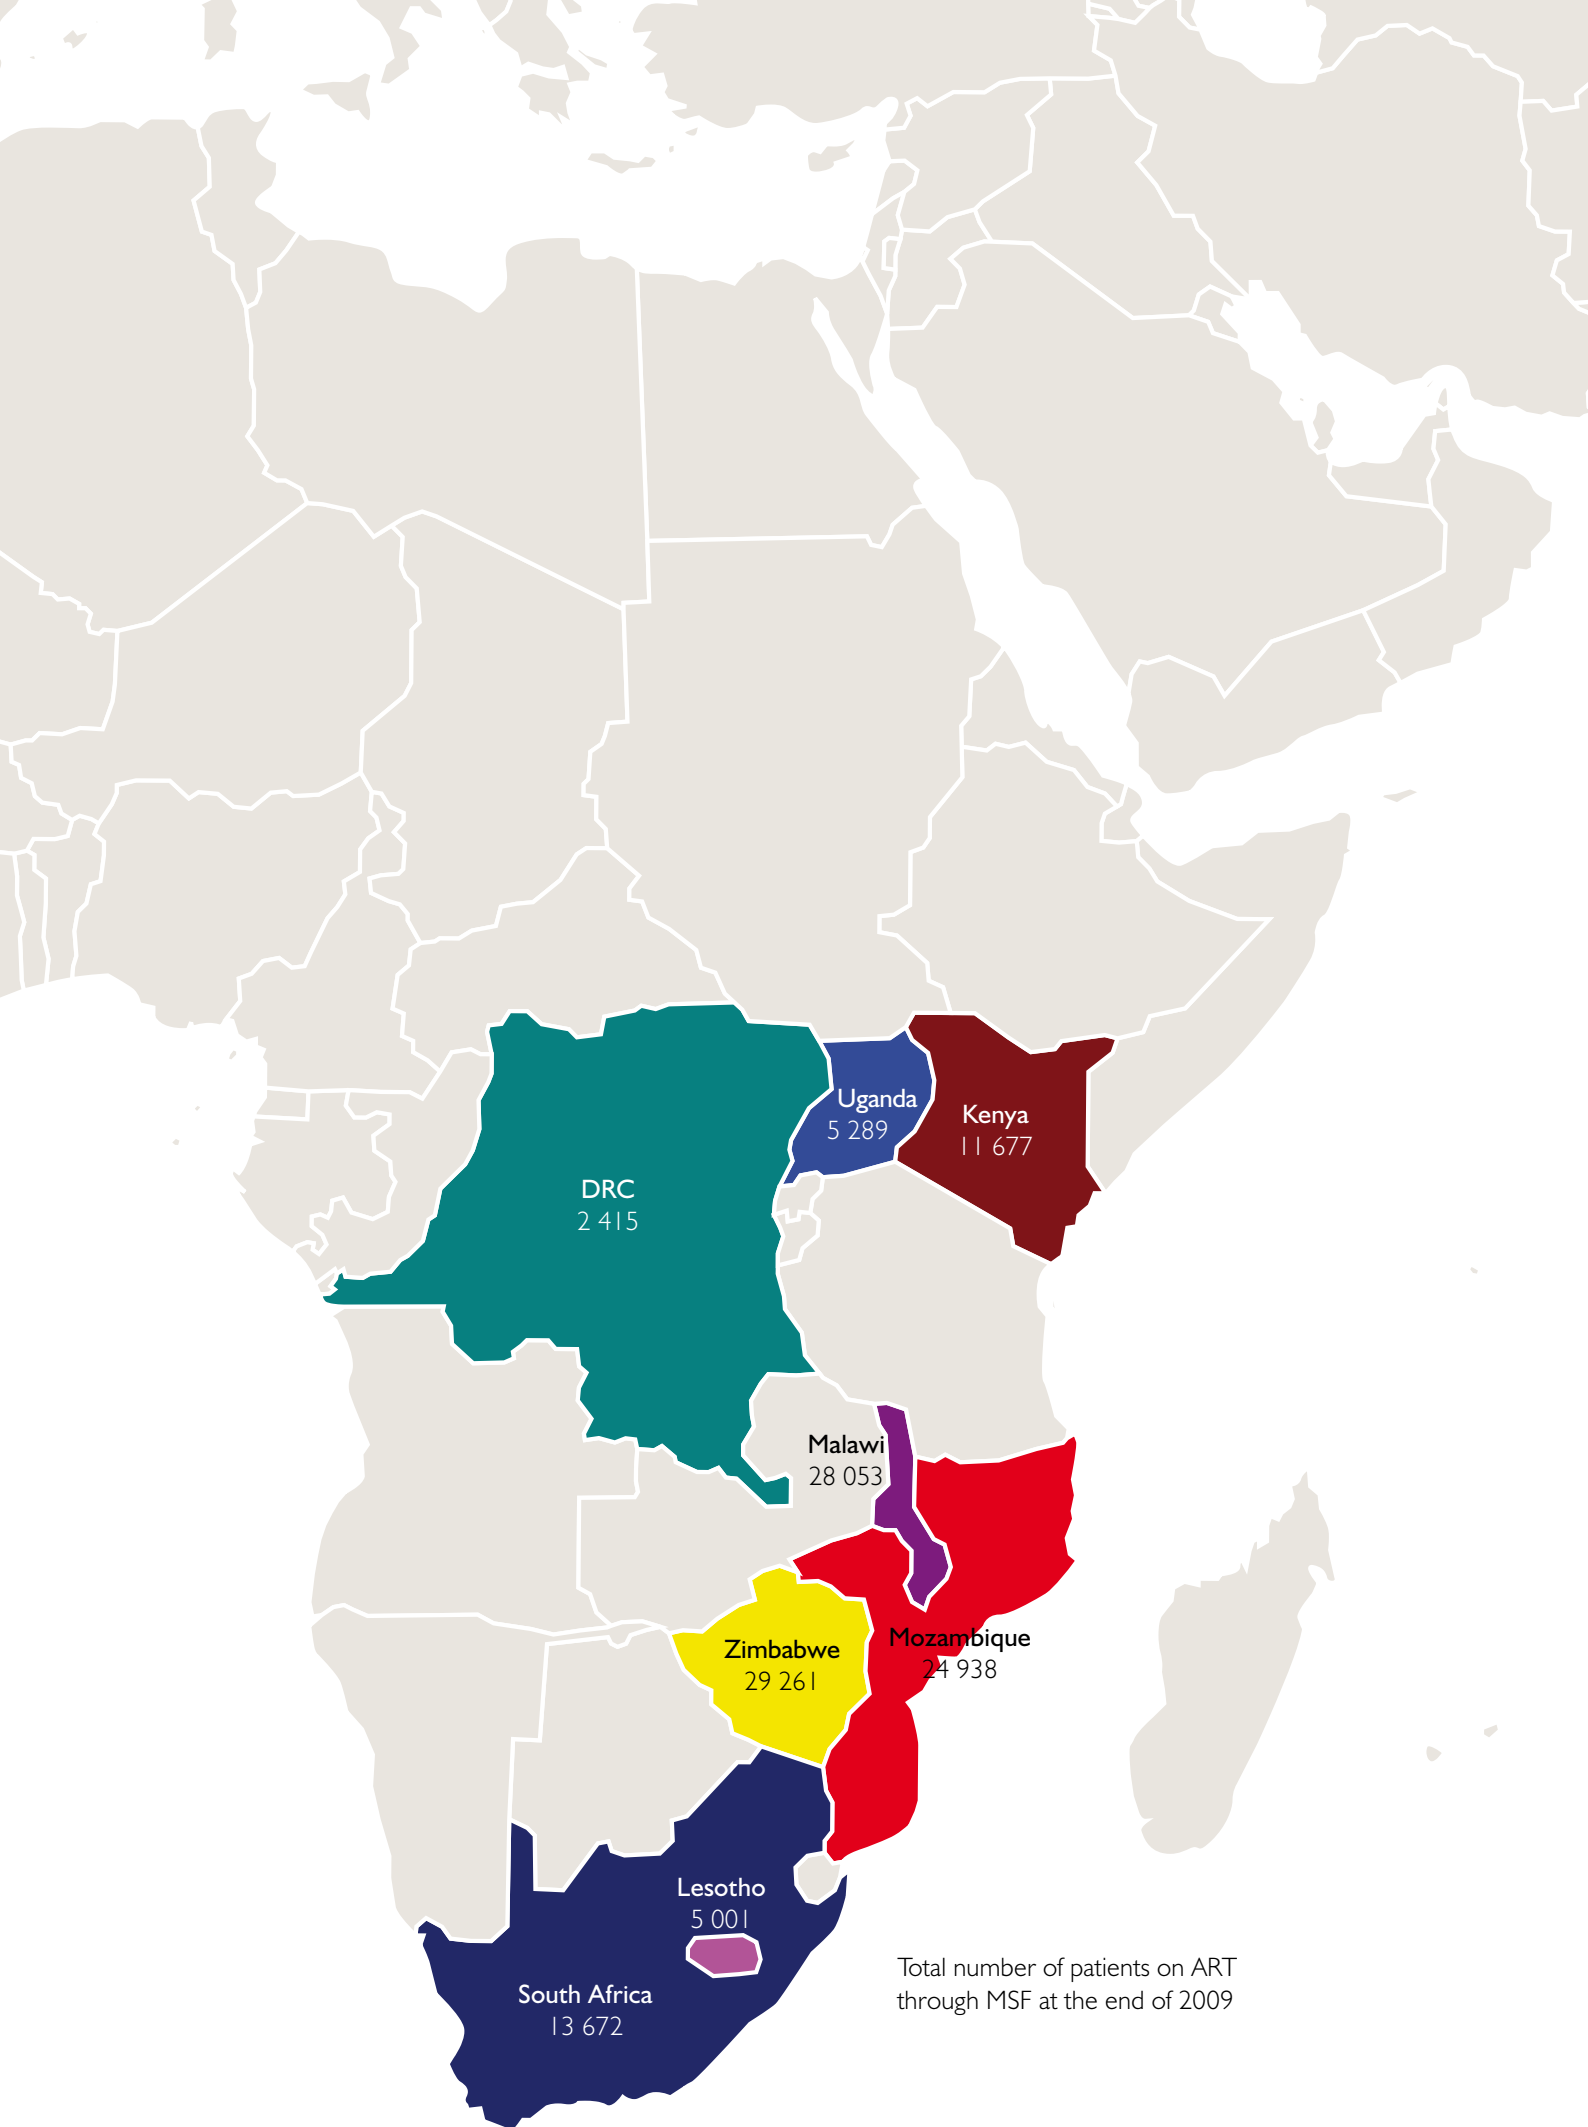 Uganda
5 289
Kenya
11 677
DRC
2 415
Malawi
28 053
Mozambique
24 938
Zimbabwe
29 261
Lesotho
5 001
South Africa
13 672
Total number of patients on ART
through MSF at the end of 2009